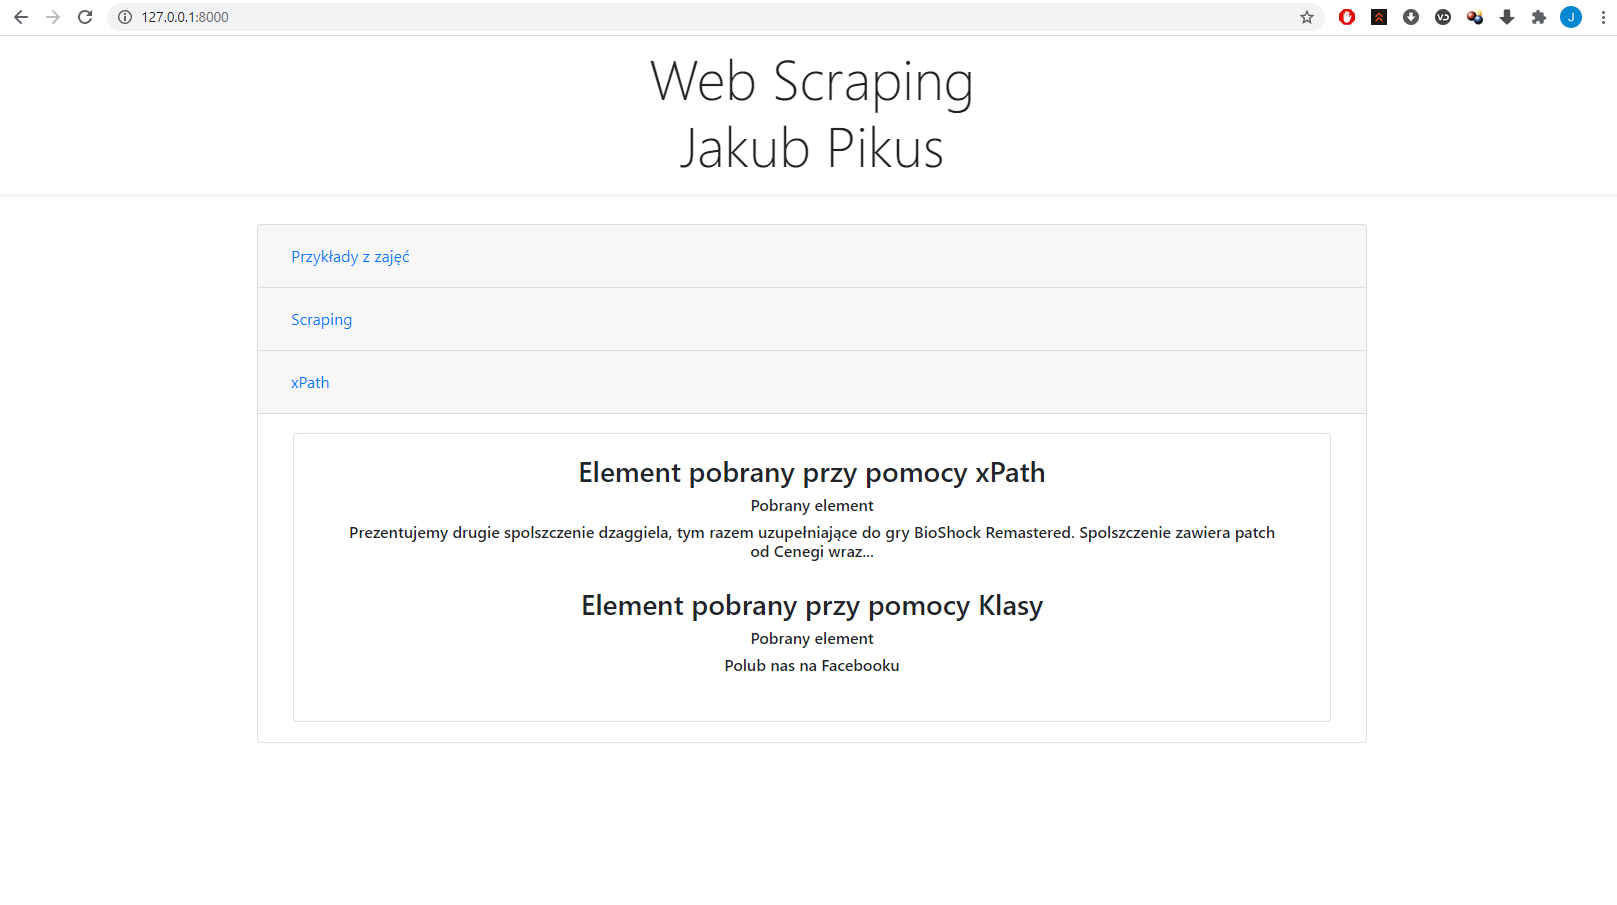 127.0.0.1:8000
J
Web Scraping
Jakub Pikus
Przykłady z zajęć
Scraping
xPath
Element pobrany przy pomocy xPath
Pobrany element
Prezentujemy drugie spolszczenie dzaggiela, tym razem uzupełniające do gry BioShock Remastered. Spolszczenie zawiera patch
od Cenegi wraz...
Element pobrany przy pomocy Klasy
Pobrany element
Polub nas na Facebooku